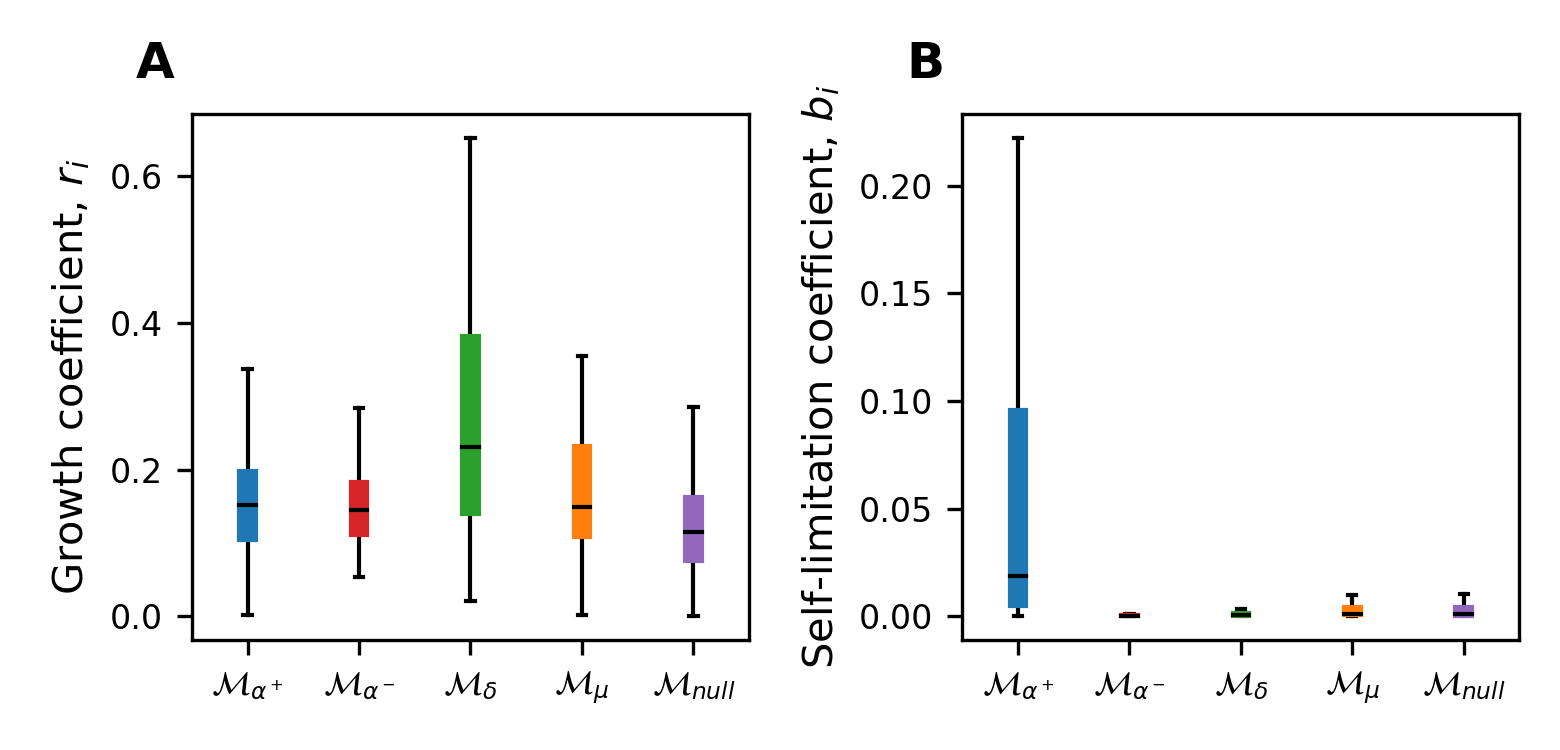 A
Growth coefficient, rᵢ
0.6
0.4
0.2
0.0
ℳα⁺ ℳα⁻ ℳδ ℳμ ℳnull
B
Self-limitation coefficient, bᵢ
0.20
0.15
0.10
0.05
0.00
ℳα⁺ ℳα⁻ ℳδ ℳμ ℳnull